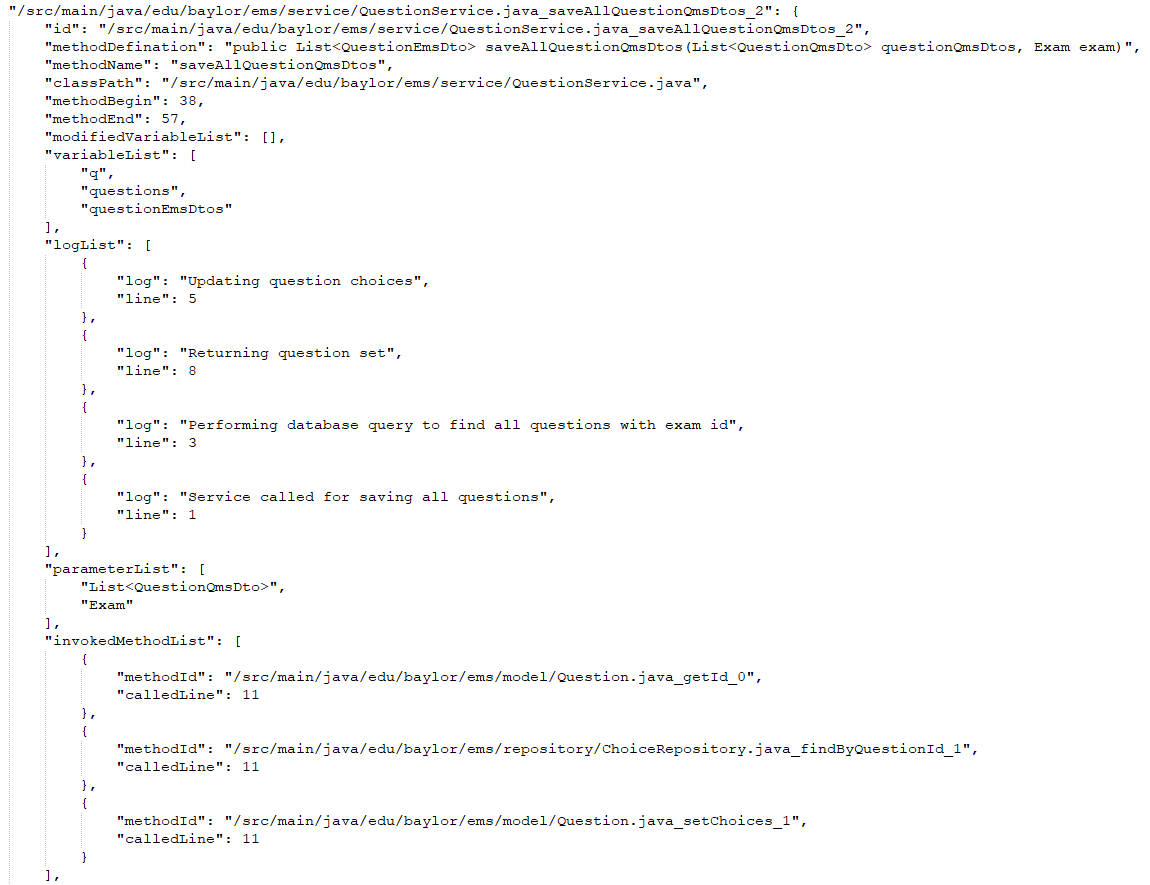 "/src/main/java/edu/baylor/ems/service/QuestionService.java_saveAllQuestionQmsDtos_2": {
    "id": "/src/main/java/edu/baylor/ems/service/QuestionService.java_saveAllQuestionQmsDtos_2",
    "methodDefination": "public List<QuestionEmsDto> saveAllQuestionQmsDtos(List<QuestionQmsDto> questionQmsDtos, Exam exam)",
    "methodName": "saveAllQuestionQmsDtos",
    "classPath": "/src/main/java/edu/baylor/ems/service/QuestionService.java",
    "methodBegin": 38,
    "methodEnd": 57,
    "modifiedVariableList": [],
    "variableList": [
        "q",
        "questions",
        "questionEmsDtos"
    ],
    "logList": [
        {
            "log": "Updating question choices",
            "line": 5
        },
        {
            "log": "Returning question set",
            "line": 8
        },
        {
            "log": "Performing database query to find all questions with exam id",
            "line": 3
        },
        {
            "log": "Service called for saving all questions",
            "line": 1
        }
    ],
    "parameterList": [
        "List<QuestionQmsDto>",
        "Exam"
    ],
    "invokedMethodList": [
        {
            "methodId": "/src/main/java/edu/baylor/ems/model/Question.java_getId_0",
            "calledLine": 11
        },
        {
            "methodId": "/src/main/java/edu/baylor/ems/repository/ChoiceRepository.java_findByQuestionId_1",
            "calledLine": 11
        },
        {
            "methodId": "/src/main/java/edu/baylor/ems/model/Question.java_setChoices_1",
            "calledLine": 11
        }
    ],